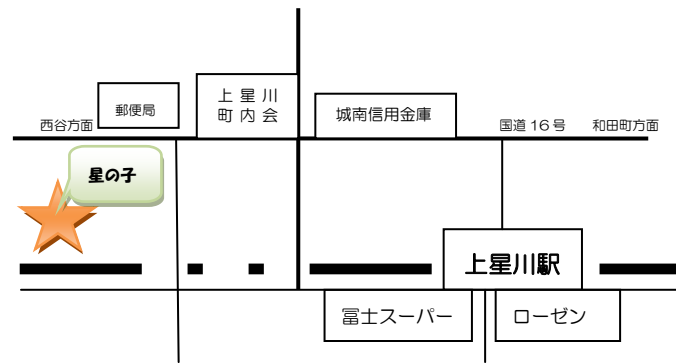 上星川
町内会
郵便局
城南信用金庫
西谷方面
国道16号
和田町方面
星の子
上星川駅
冨士スーパー
ローゼン